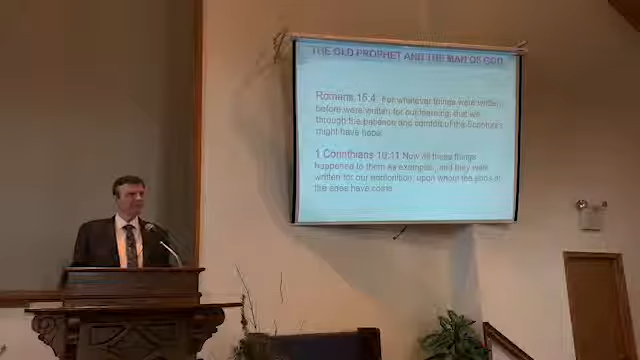 THE OLD PROPHET AND THE MAN OF GOD
Romans 15:4 For whatever things were written
before were written for our learning, that we
through the patience and comfort of the Scriptures
might have hope.
1 Corinthians 10:11 Now all these things
happened to them as examples, and they were
written for our admonition, upon whom the ends of
the ages have come